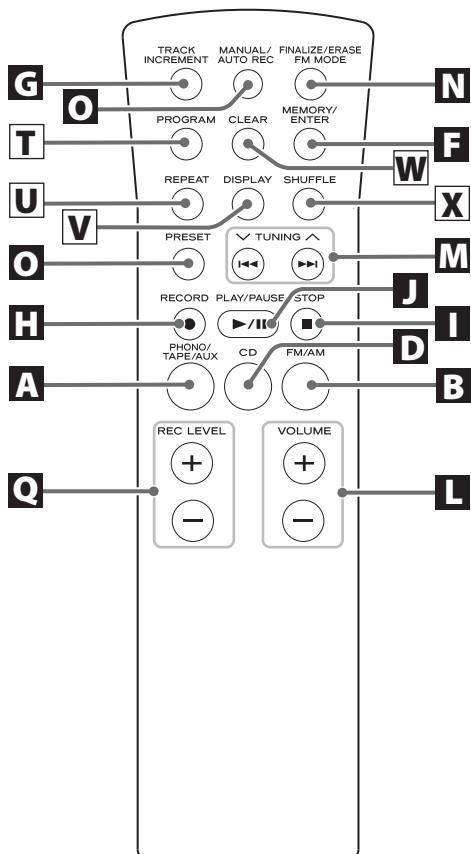 TRACK INCREMENT
MANUAL/ AUTO REC
FINALIZE/ERASE FM MODE
G
O
N
PROGRAM
CLEAR
MEMORY/ ENTER
T
W
F
REPEAT
DISPLAY
SHUFFLE
U
V
X
PRESET
TUNING
O
M
RECORD
PLAY/PAUSE
STOP
J
H
I
PHONO/ TAPE/AUX
CD
FM/AM
D
A
B
REC LEVEL
VOLUME
+
+
Q
L
−
−